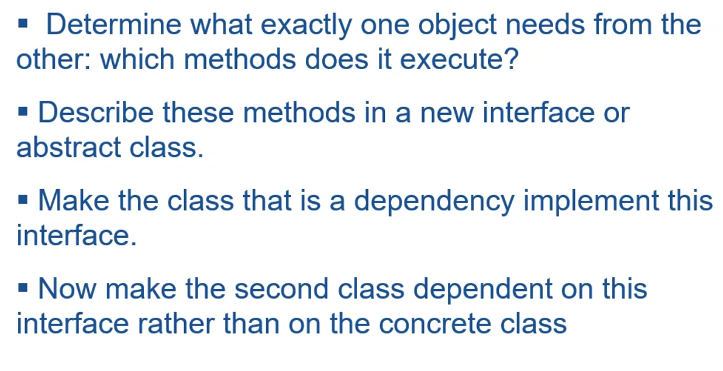 ▪ Determine what exactly one object needs from the
other: which methods does it execute?
▪ Describe these methods in a new interface or
abstract class.
▪ Make the class that is a dependency implement this
interface.
▪ Now make the second class dependent on this
interface rather than on the concrete class